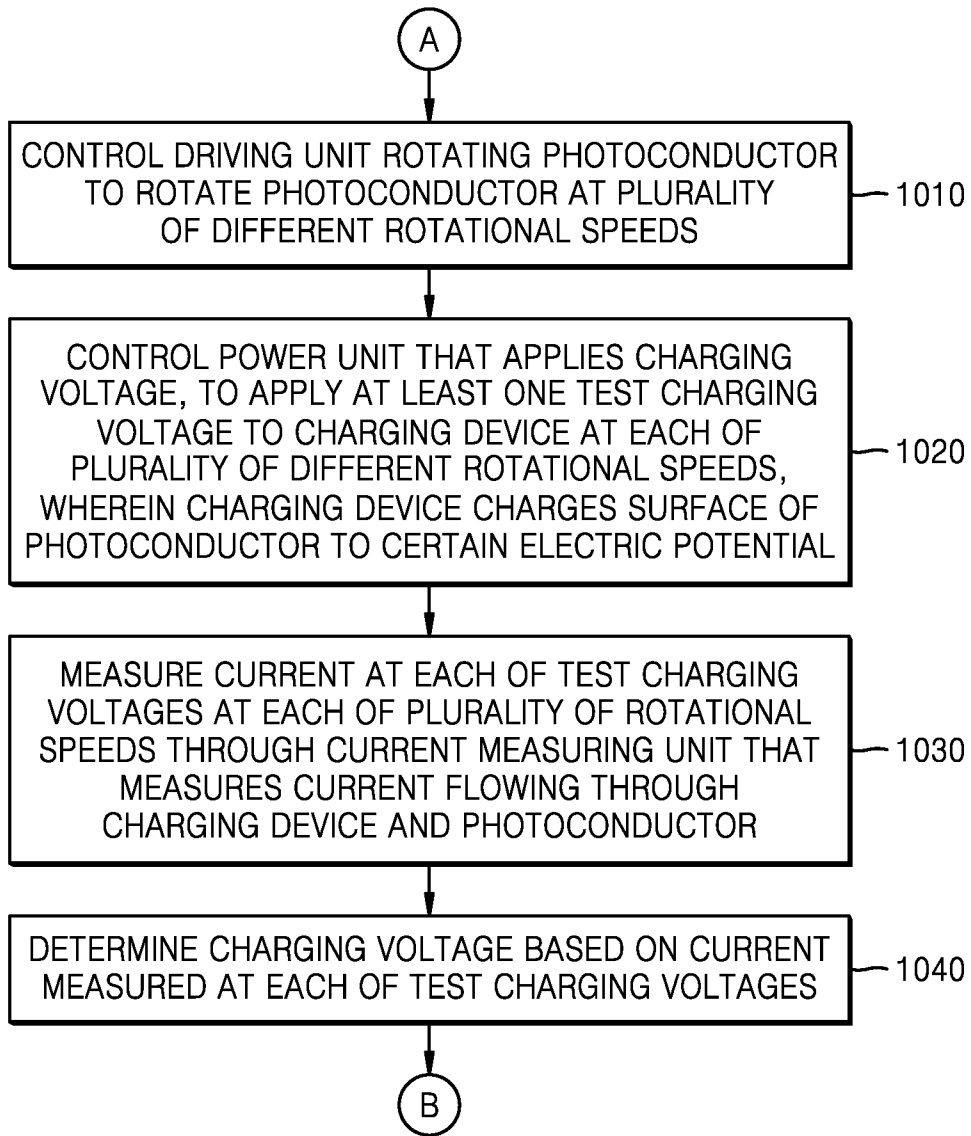 A
CONTROL DRIVING UNIT ROTATING PHOTOCONDUCTOR
TO ROTATE PHOTOCONDUCTOR AT PLURALITY
OF DIFFERENT ROTATIONAL SPEEDS
1010
CONTROL POWER UNIT THAT APPLIES CHARGING
VOLTAGE, TO APPLY AT LEAST ONE TEST CHARGING
VOLTAGE TO CHARGING DEVICE AT EACH OF
PLURALITY OF DIFFERENT ROTATIONAL SPEEDS,
WHEREIN CHARGING DEVICE CHARGES SURFACE OF
PHOTOCONDUCTOR TO CERTAIN ELECTRIC POTENTIAL
1020
MEASURE CURRENT AT EACH OF TEST CHARGING
VOLTAGES AT EACH OF PLURALITY OF ROTATIONAL
SPEEDS THROUGH CURRENT MEASURING UNIT THAT
MEASURES CURRENT FLOWING THROUGH
CHARGING DEVICE AND PHOTOCONDUCTOR
1030
DETERMINE CHARGING VOLTAGE BASED ON CURRENT
MEASURED AT EACH OF TEST CHARGING VOLTAGES
1040
B